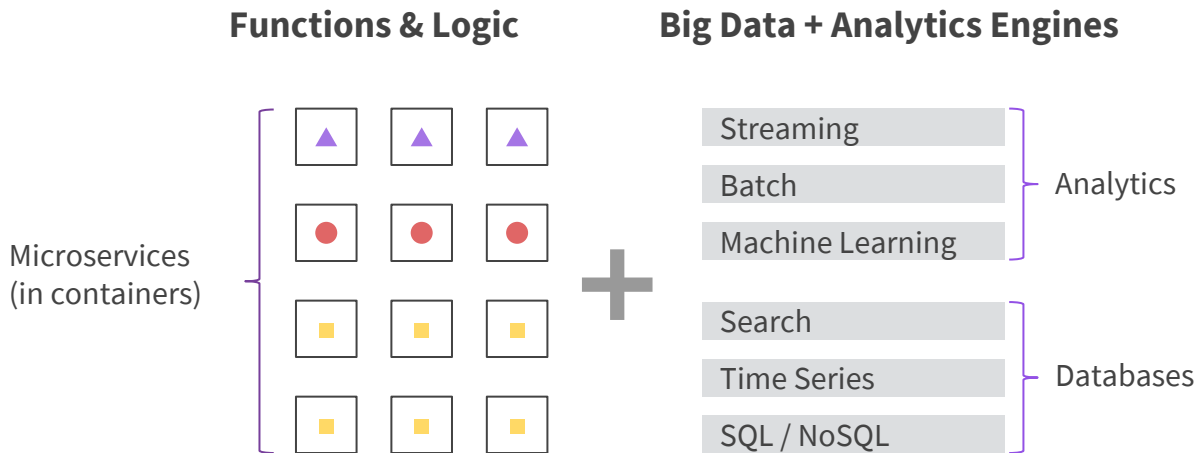 Functions & Logic
Big Data + Analytics Engines
Microservices
(in containers)
Streaming
Batch
Machine Learning
Analytics
Search
Time Series
SQL / NoSQL
Databases